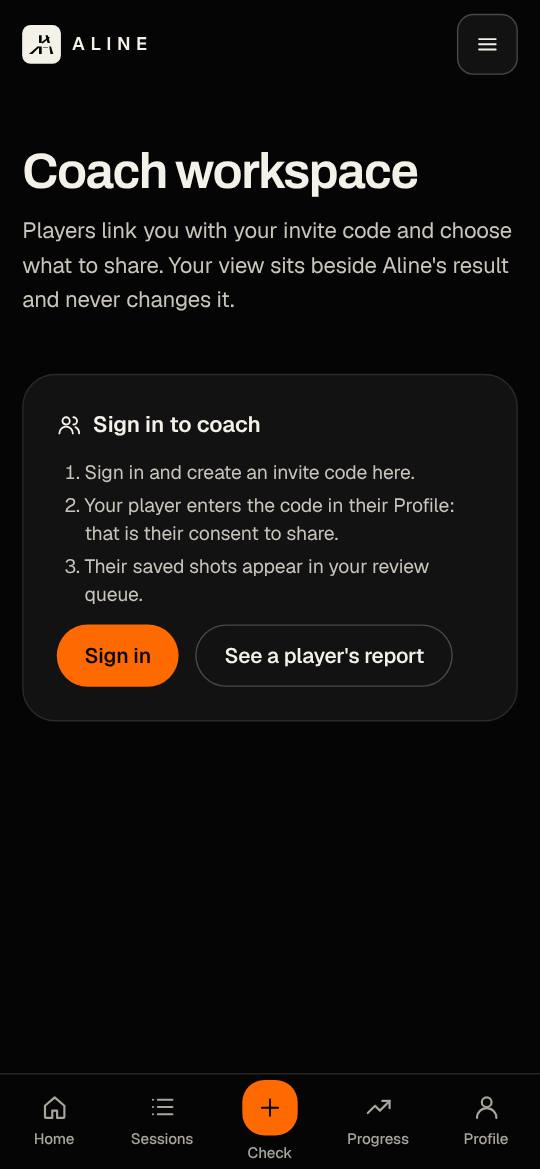 ALINE
Coach workspace
Players link you with your invite code and choose
what to share. Your view sits beside Aline's result
and never changes it.
Sign in to coach
1. Sign in and create an invite code here.
2. Your player enters the code in their Profile:
that is their consent to share.
3. Their saved shots appear in your review
queue.
Sign in
See a player's report
Home
Sessions
Check
Progress
Profile